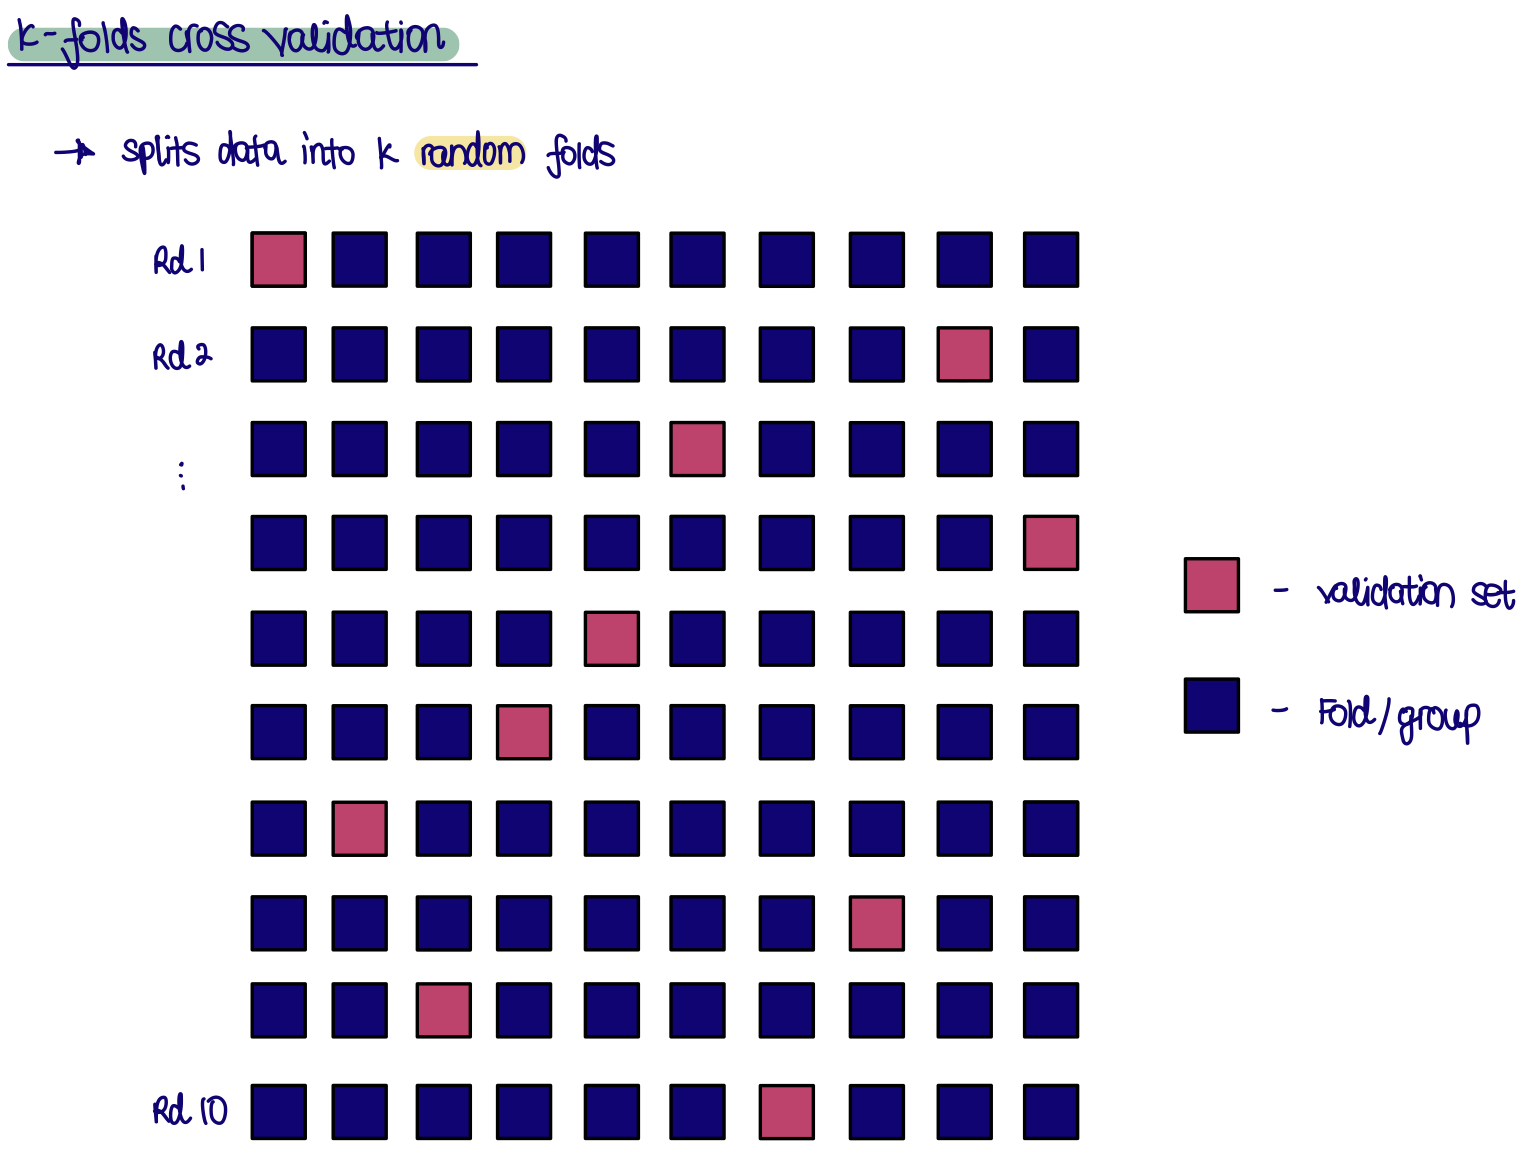 k-folds cross validation
→ splits data into k random folds
Rd 1
Rd 2
⋮
- validation set
- Fold/group
Rd 10